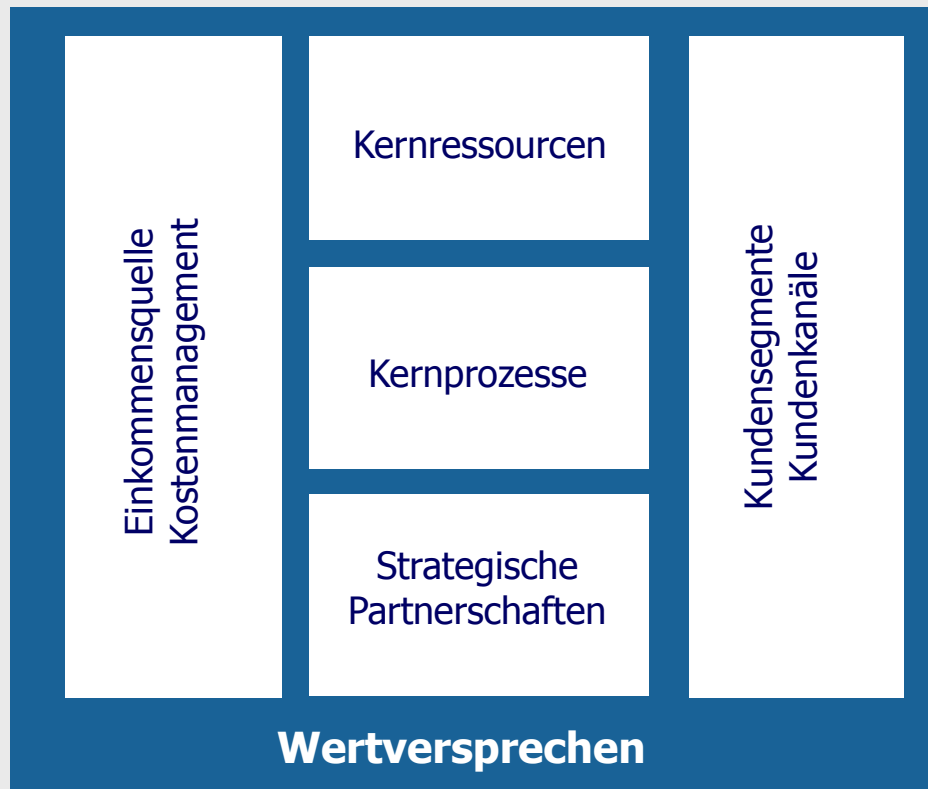 Einkommensquelle
Kostenmanagement
Kernressourcen
Kernprozesse
Strategische
Partnerschaften
Kundensegmente
Kundenkanäle
Wertversprechen